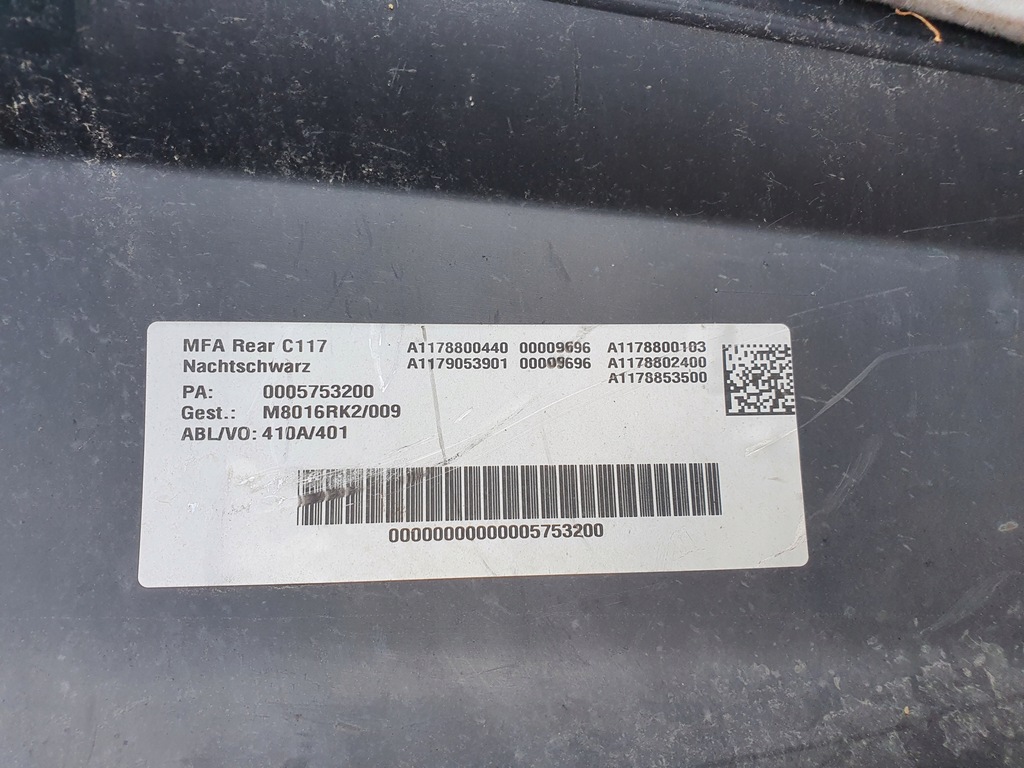 MFA Rear C117 A1178800440 00009696 A1178800103
Nachtschwarz A1179053901 00009696 A1178802400
A1178853500
PA: 0005753200
Gest.: M8016RK2/009
ABL/VO: 410A/401
00000000000005753200